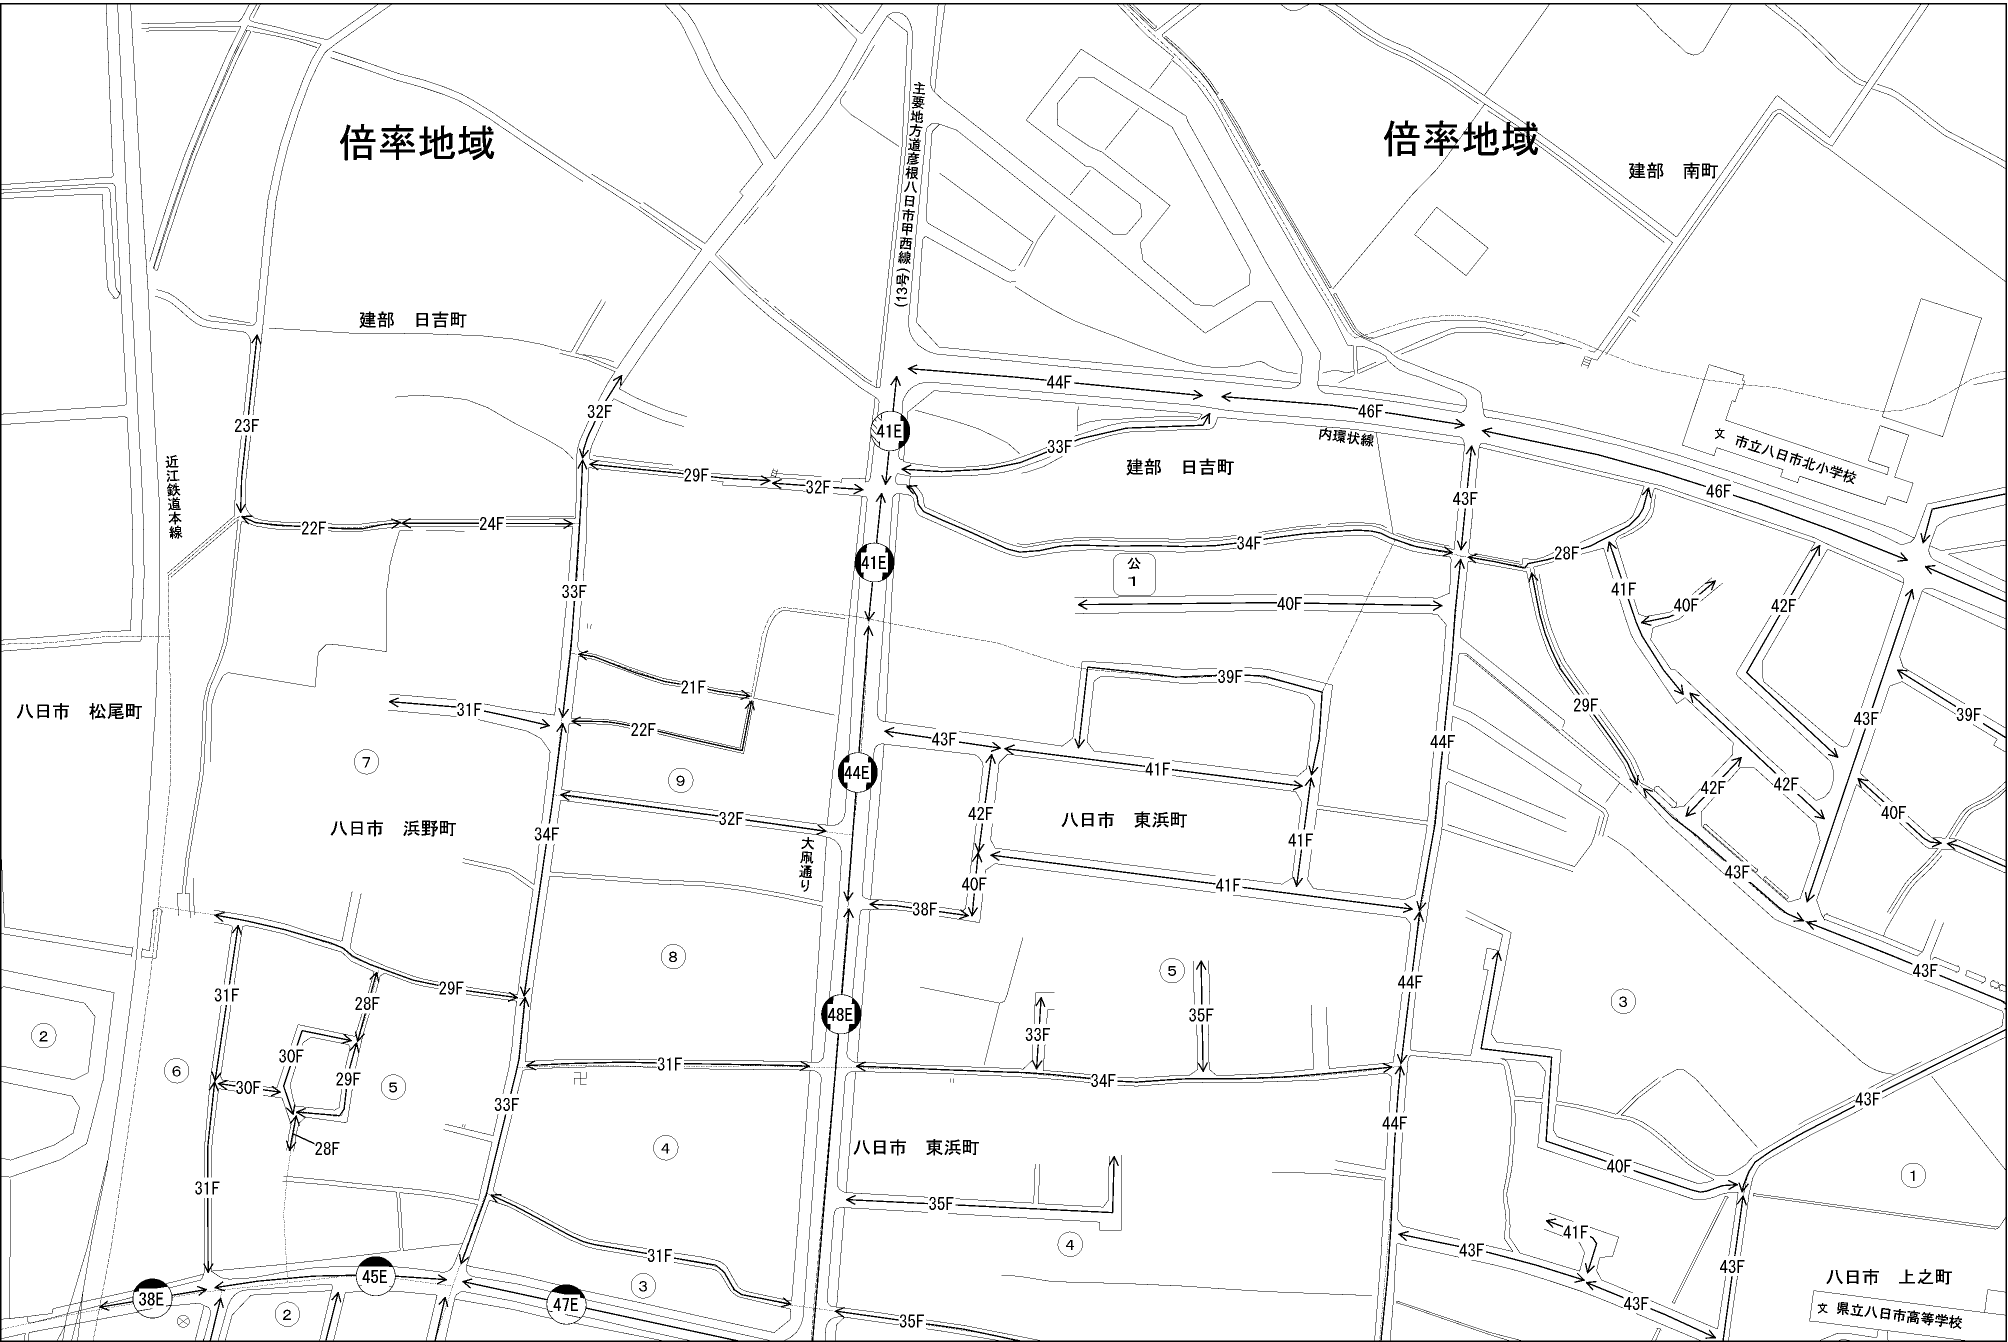 倍率地域
倍率地域
建部 南町
主要地方道彦根八日市甲西線(13号)
建部 日吉町
44F
32F
46F
41E
23F
33F
内環状線
市立八日市北小学校
建部 日吉町
近江鉄道本線
29F
32F
43F
46F
22F
24F
34F
28F
41E
公
1
33F
41F
40F
42F
40F
39F
21F
31F
八日市 松尾町
22F
29F
43F
39F
43F
44F
⑦
44E
41F
⑨
42F
42F
32F
42F
40F
八日市 浜野町
34F
大凧通り
八日市 東浜町
41F
43F
40F
41F
38F
⑧
⑤
43F
29F
44F
31F
28F
③
48E
35F
②
33F
30F
31F
⑥
29F
⑤
34F
30F
卍
43F
33F
44F
28F
④
八日市 東浜町
40F
①
31F
35F
41F
④
31F
43F
43F
45E
③
八日市 上之町
38E
47E
43F
②
35F
県立八日市高等学校